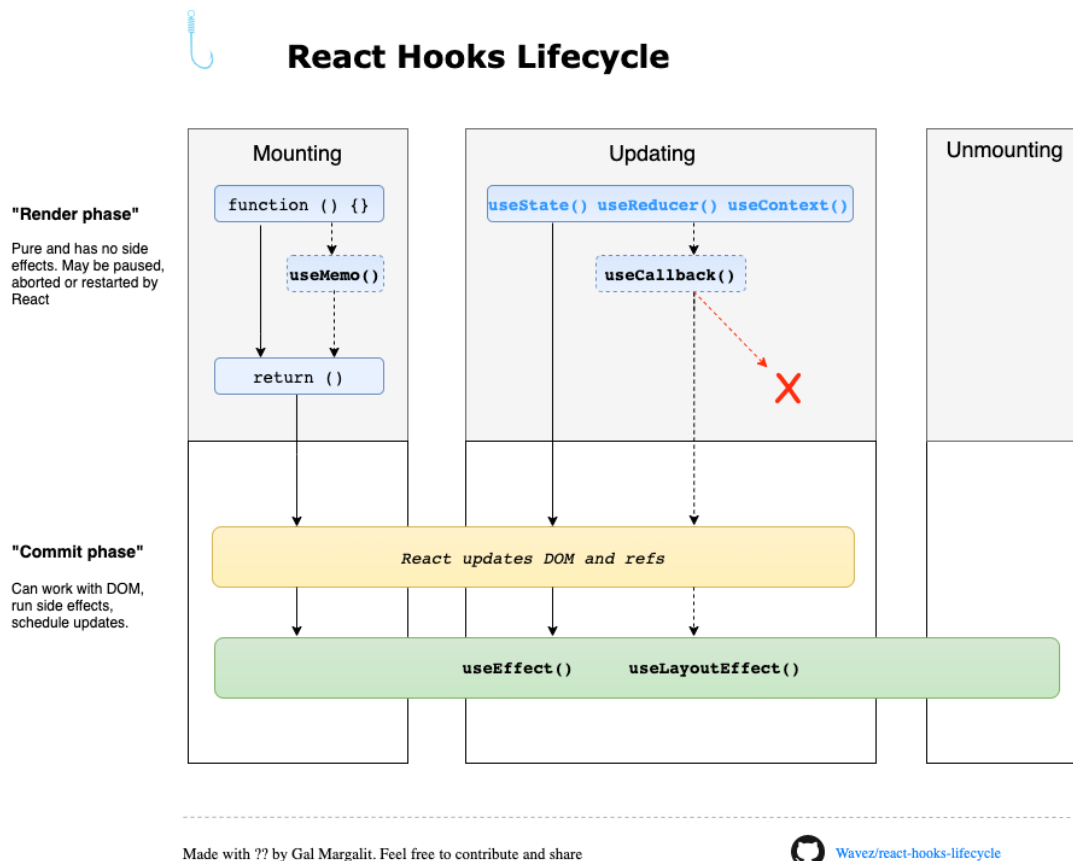 React Hooks Lifecycle
Mounting
Updating
Unmounting
"Render phase"
Pure and has no side
effects. May be paused,
aborted or restarted by
React
function () {}
useMemo()
return ()
useState() useReducer() useContext()
useCallback()
X
"Commit phase"
Can work with DOM,
run side effects,
schedule updates.
React updates DOM and refs
useEffect() useLayoutEffect()
Made with ?? by Gal Margalit. Feel free to contribute and share
Wavez/react-hooks-lifecycle